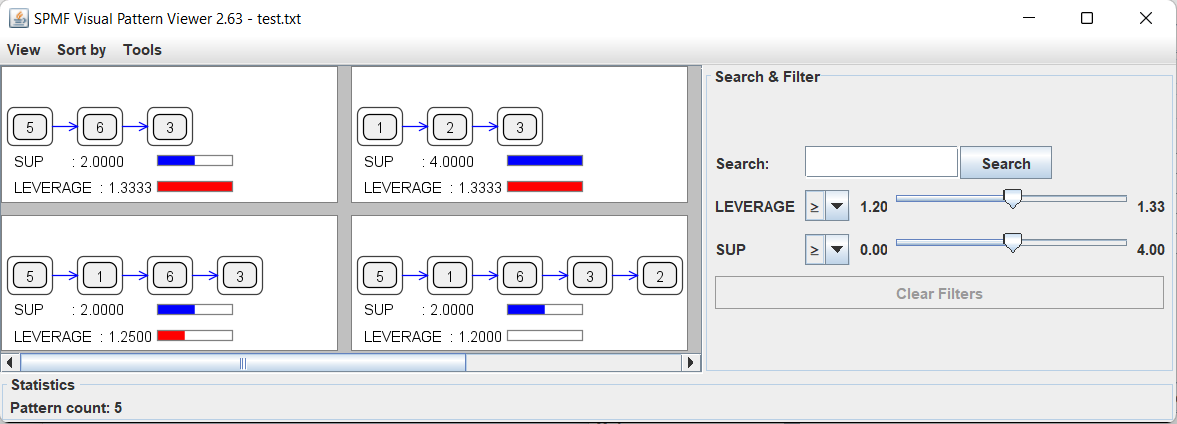 SPMF Visual Pattern Viewer 2.63 - test.txt
View Sort by Tools
5 6 3
SUP : 2.0000
LEVERAGE : 1.3333
1 2 3
SUP : 4.0000
LEVERAGE : 1.3333
5 1 6 3
SUP : 2.0000
LEVERAGE : 1.2500
5 1 6 3 2
SUP : 2.0000
LEVERAGE : 1.2000
Search & Filter
Search: Search
LEVERAGE ≥ 1.20 1.33
SUP ≥ 0.00 4.00
Clear Filters
Statistics
Pattern count: 5